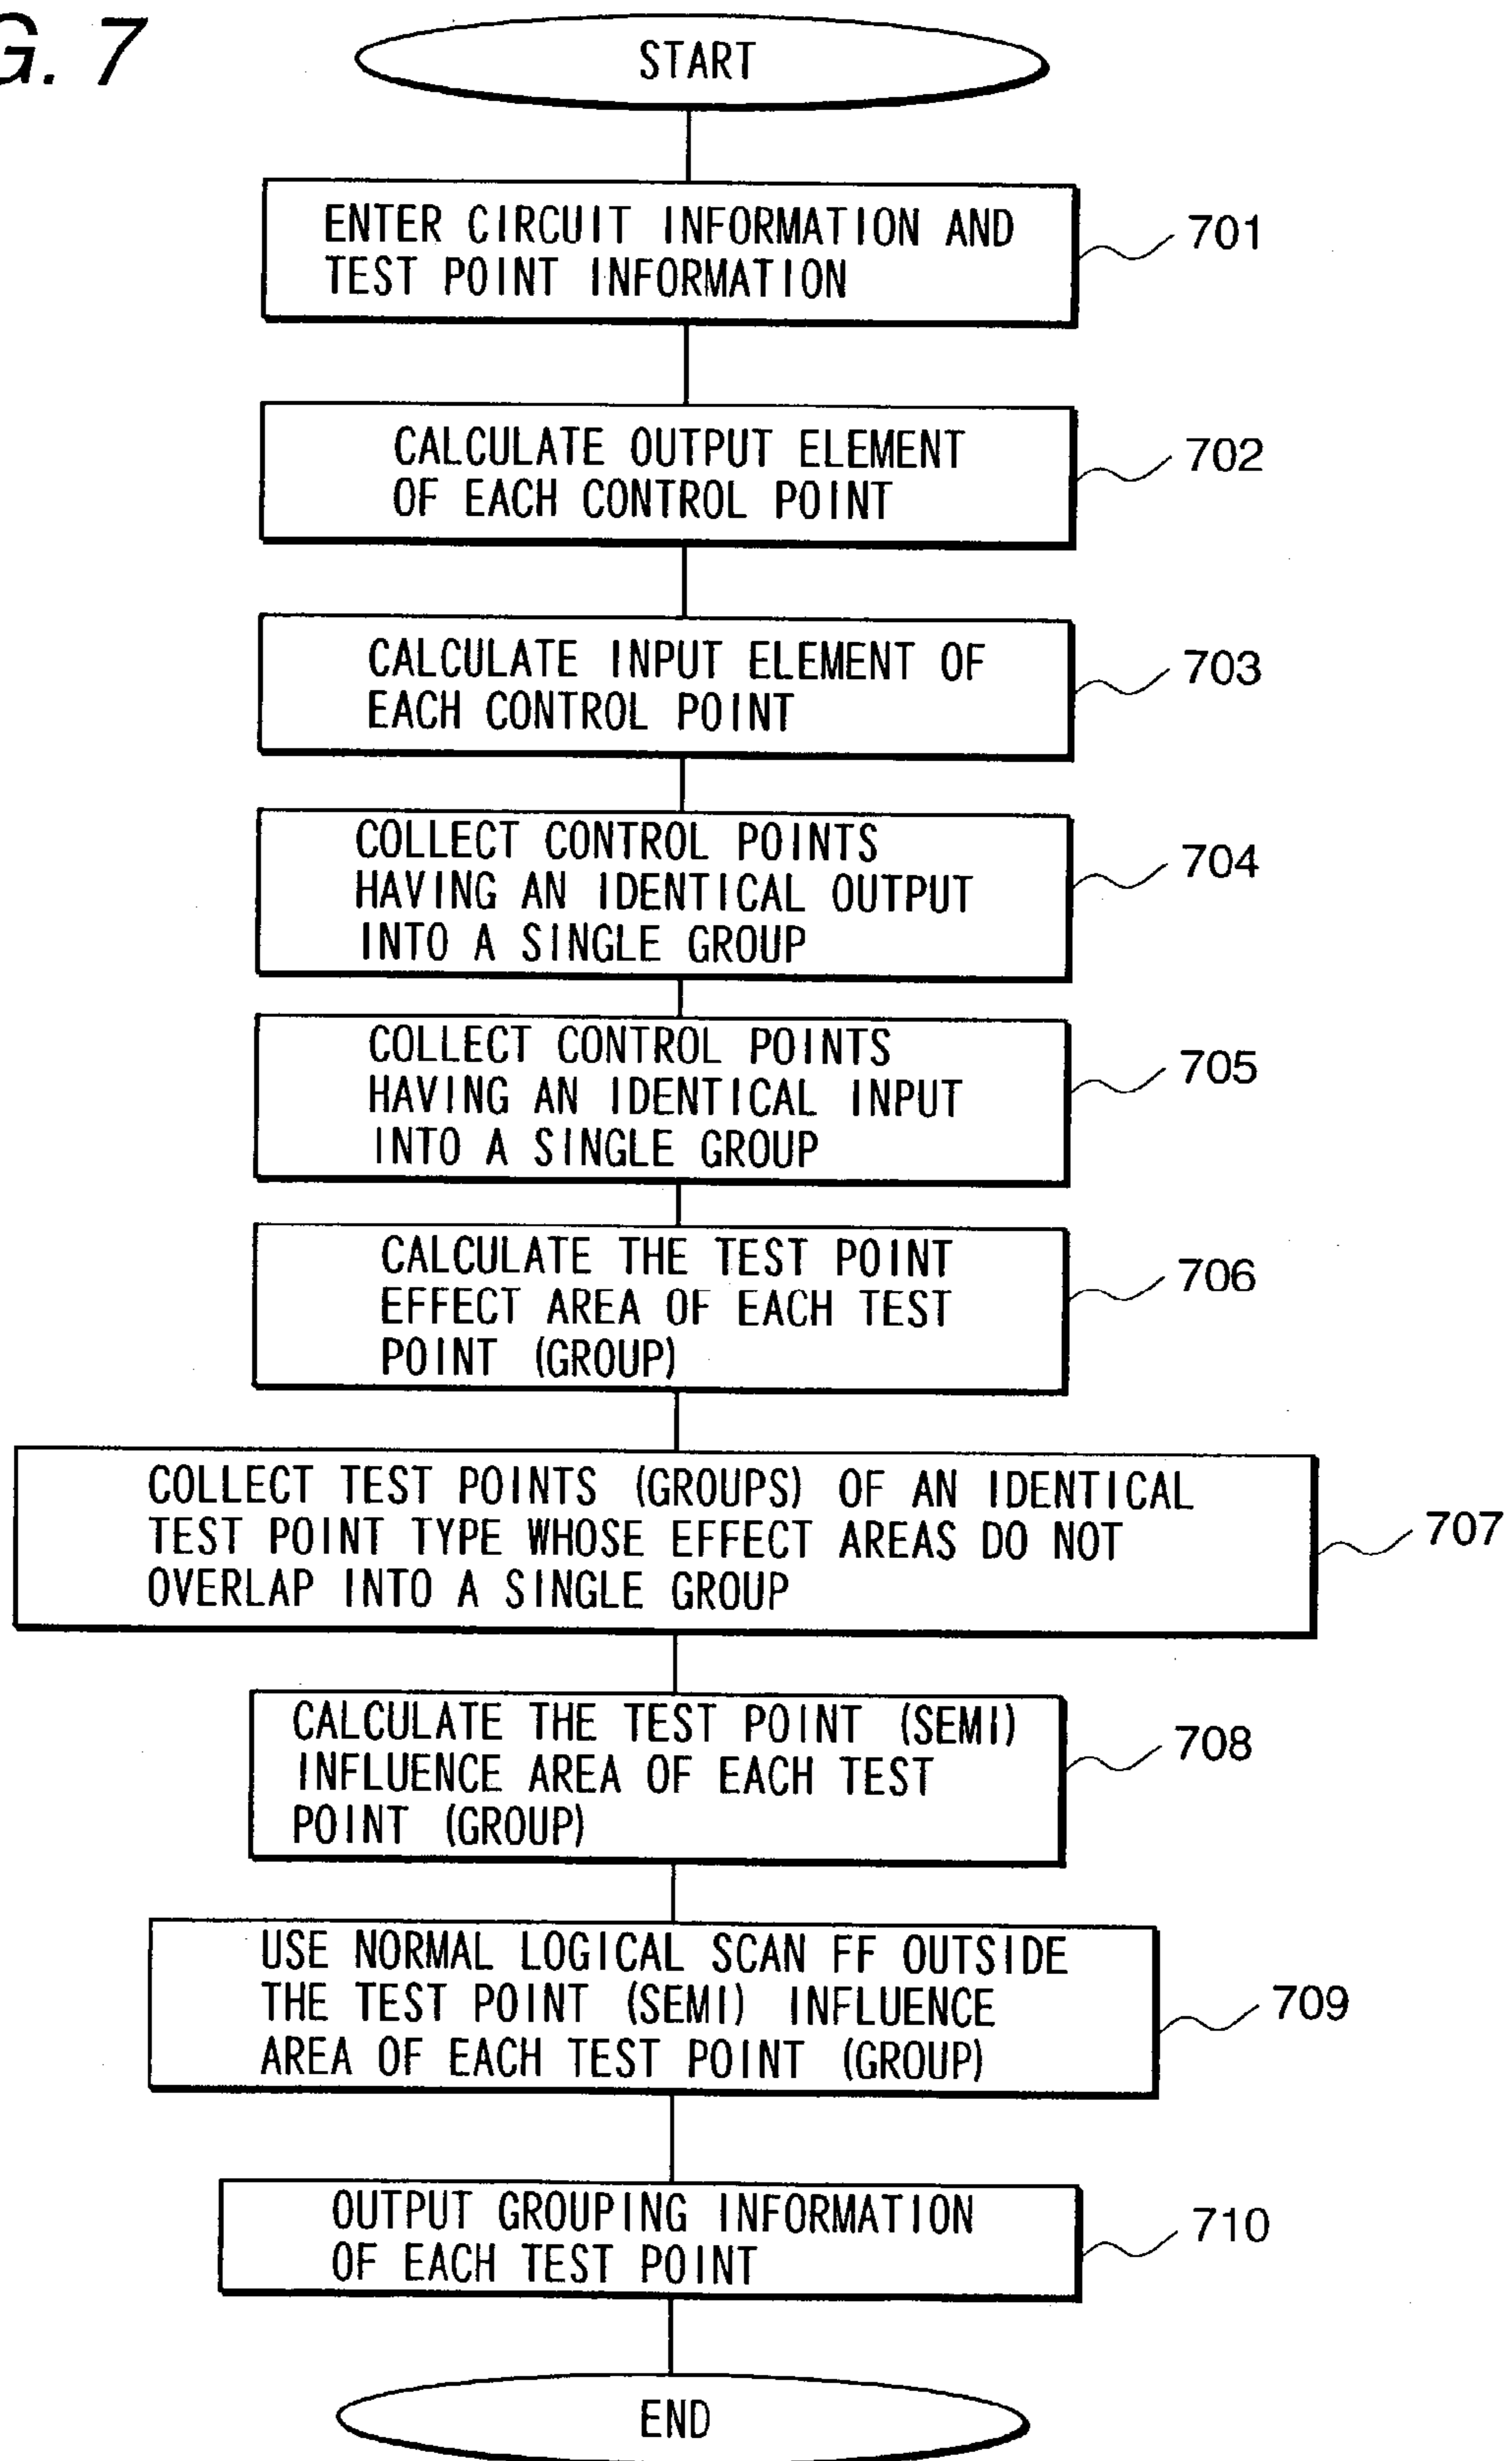 G. 7
START
ENTER CIRCUIT INFORMATION AND
TEST POINT INFORMATION
701
CALCULATE OUTPUT ELEMENT
OF EACH CONTROL POINT
702
CALCULATE INPUT ELEMENT OF
EACH CONTROL POINT
703
COLLECT CONTROL POINTS
HAVING AN IDENTICAL OUTPUT
INTO A SINGLE GROUP
704
COLLECT CONTROL POINTS
HAVING AN IDENTICAL INPUT
INTO A SINGLE GROUP
705
CALCULATE THE TEST POINT
EFFECT AREA OF EACH TEST
POINT (GROUP)
706
COLLECT TEST POINTS (GROUPS) OF AN IDENTICAL
TEST POINT TYPE WHOSE EFFECT AREAS DO NOT
OVERLAP INTO A SINGLE GROUP
707
CALCULATE THE TEST POINT (SEMI)
INFLUENCE AREA OF EACH TEST
POINT (GROUP)
708
USE NORMAL LOGICAL SCAN FF OUTSIDE
THE TEST POINT (SEMI) INFLUENCE
AREA OF EACH TEST POINT (GROUP)
709
OUTPUT GROUPING INFORMATION
OF EACH TEST POINT
710
END